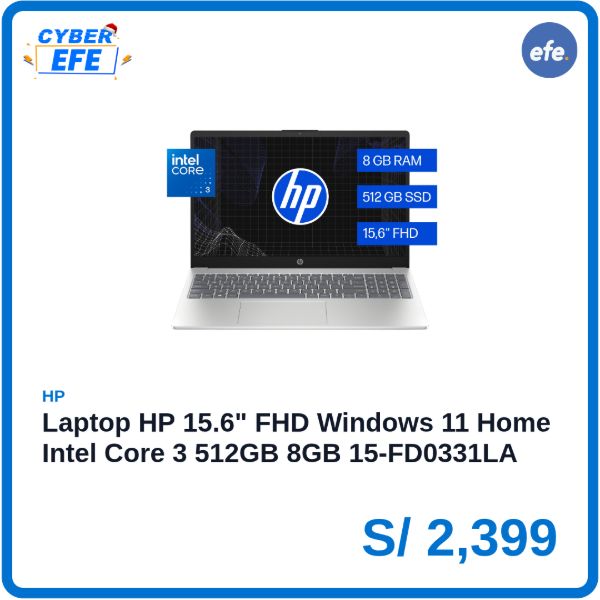 CYBER
EFE
efe.
intel
CORE
3
hp
8 GB RAM
512 GB SSD
15,6" FHD
hp
HP
Laptop HP 15.6" FHD Windows 11 Home
Intel Core 3 512GB 8GB 15-FD0331LA
S/ 2,399